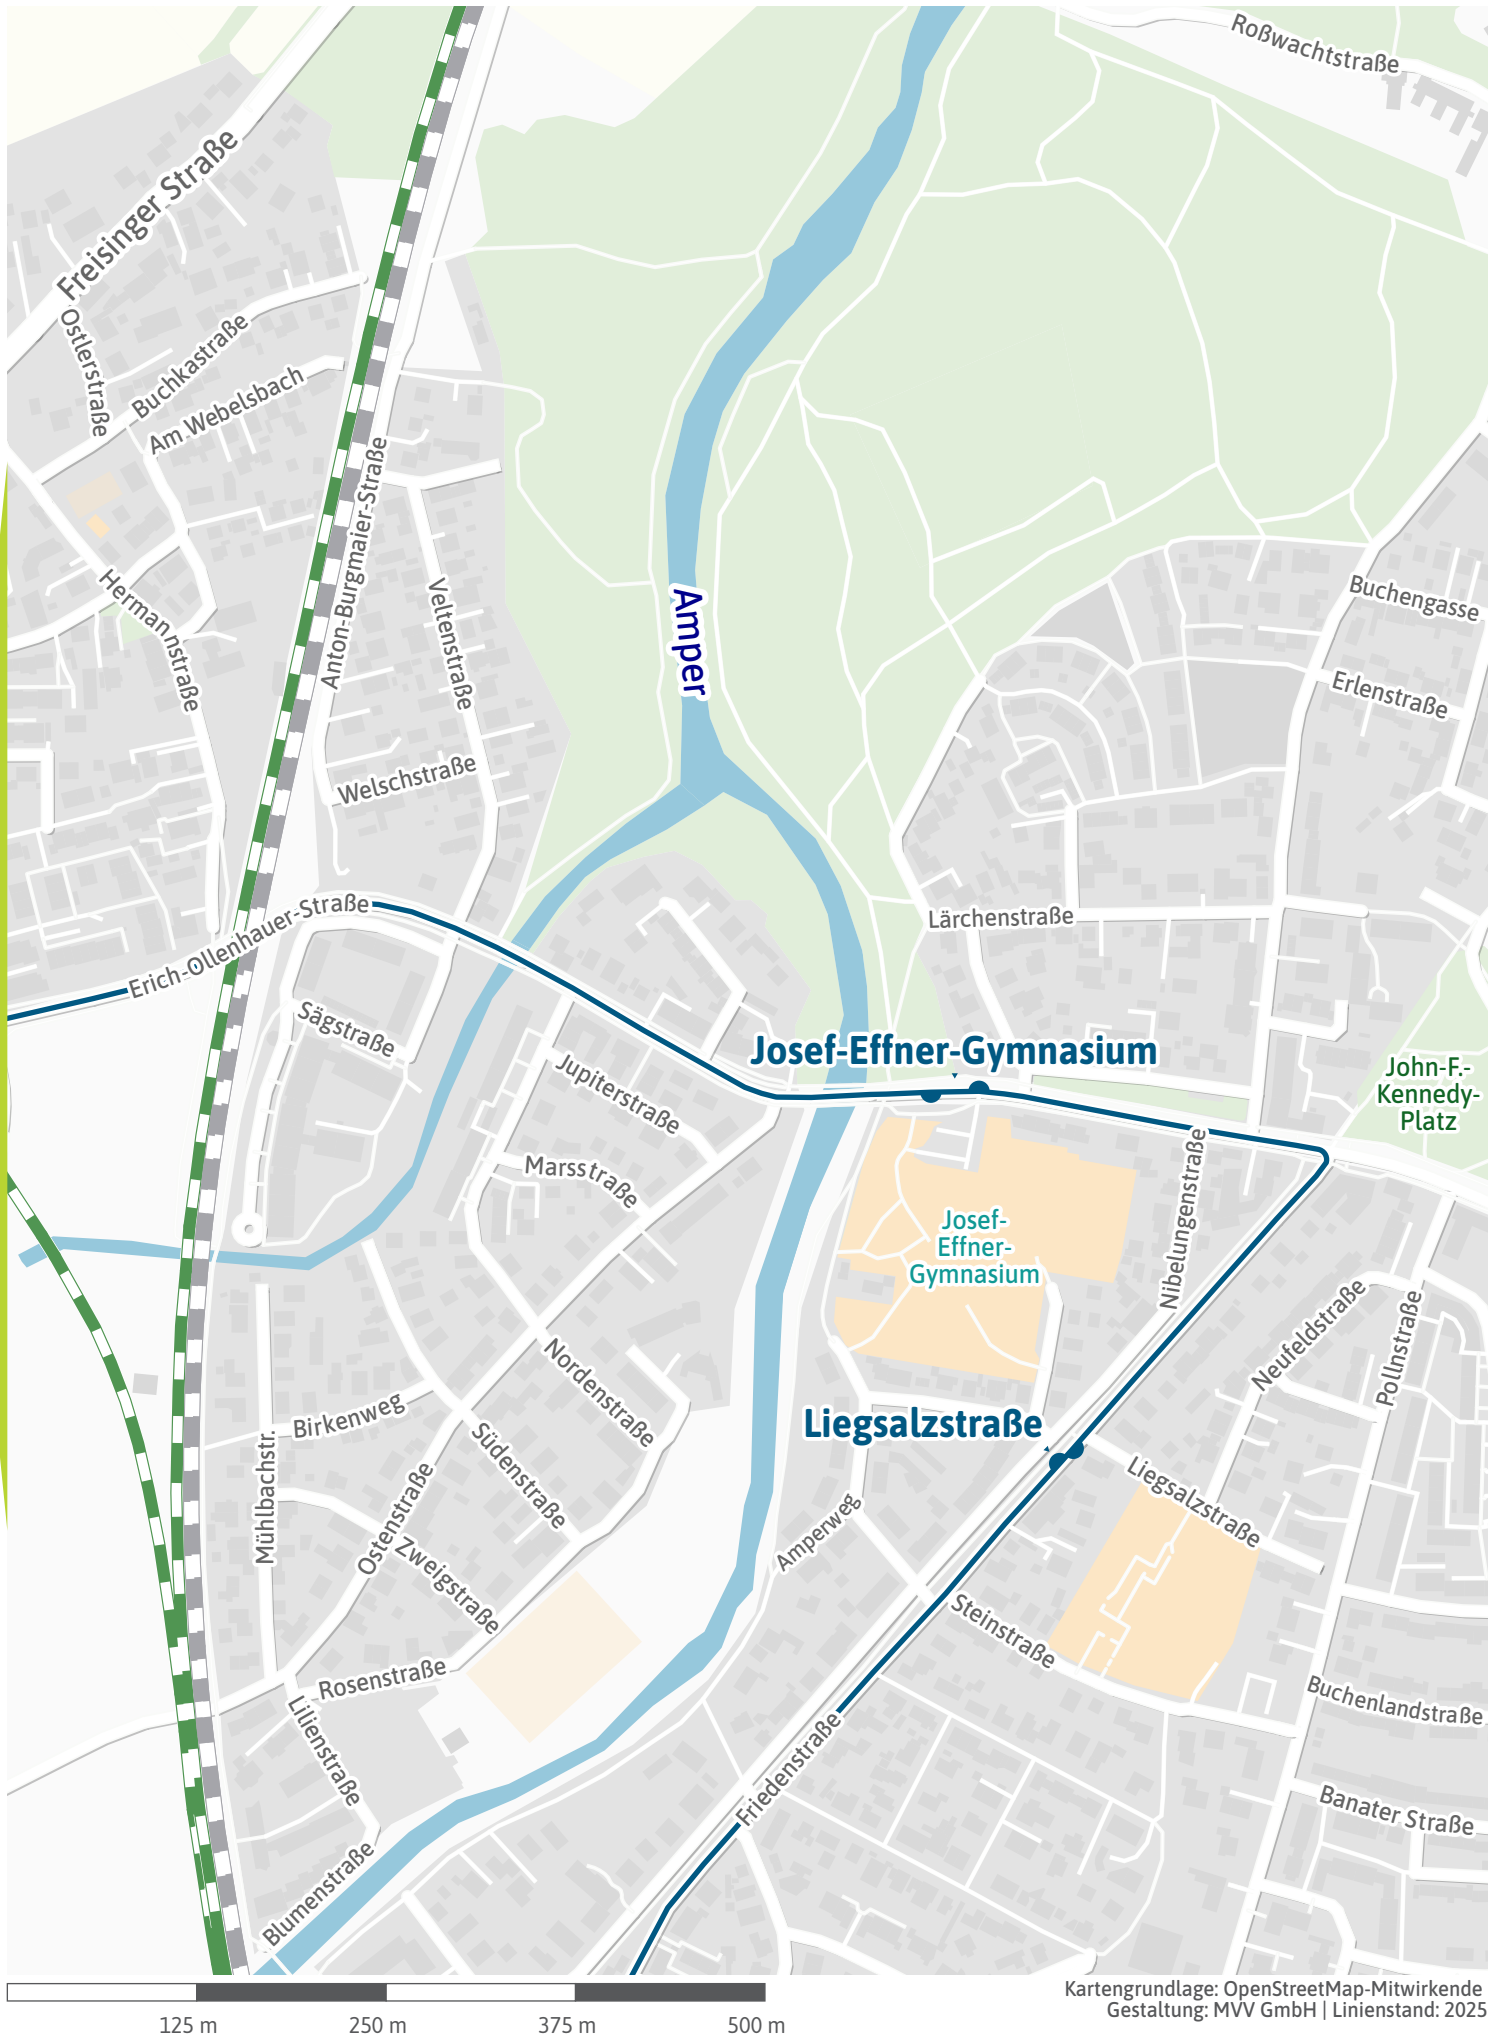 Roßwachtstraße
Freisinger Straße
Ostlerstraße
Buchkastraße
Am Webelsbach
Anton-Burgmaier-Straße
Hermannstraße
Veltenstraße
Amper
Buchengasse
Erlenstraße
Welschstraße
Lärchenstraße
Erich-Ollenhauer-Straße
Sägstraße
Josef-Effner-Gymnasium
Jupiterstraße
John-F.-
Kennedy-
Platz
Marsstraße
Nibelungenstraße
Josef-
Effner-
Gymnasium
Neufeldstraße
Pollnstraße
Nordenstraße
Birkenweg
Südenstraße
Liegsalzstraße
Mühlbachstr.
Ostenstraße
Liegsalzstraße
Amperweg
Zweigstraße
Steinstraße
Rosenstraße
Lilienstraße
Buchenlandstraße
Friedenstraße
Banater Straße
Blumenstraße
Kartengrundlage: OpenStreetMap-Mitwirkende
Gestaltung: MVV GmbH | Linienstand: 2025
125 m
250 m
375 m
500 m